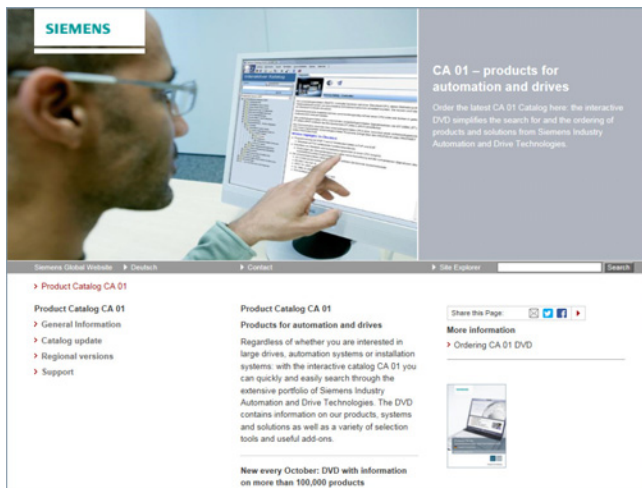 SIEMENS
CA 01 – products for
automation and drives
Order the latest CA 01 Catalog here: the interactive
DVD simplifies the search for and the ordering of
products and solutions from Siemens Industry
Automation and Drive Technologies.
Siemens Global Website
Deutsch
Contact
Site Explorer
Search
Product Catalog CA 01
Product Catalog CA 01
General Information
Catalog update
Regional versions
Support
Product Catalog CA 01
Products for automation and drives
Regardless of whether you are interested in
large drives, automation systems or installation
systems: with the interactive catalog CA 01 you
can quickly and easily search through the
extensive portfolio of Siemens Industry
Automation and Drive Technologies. The DVD
contains information on our products, systems
and solutions as well as a variety of selection
tools and useful add-ons.
New every October: DVD with information
on more than 100,000 products
Share this Page:
More information
Ordering CA 01 DVD